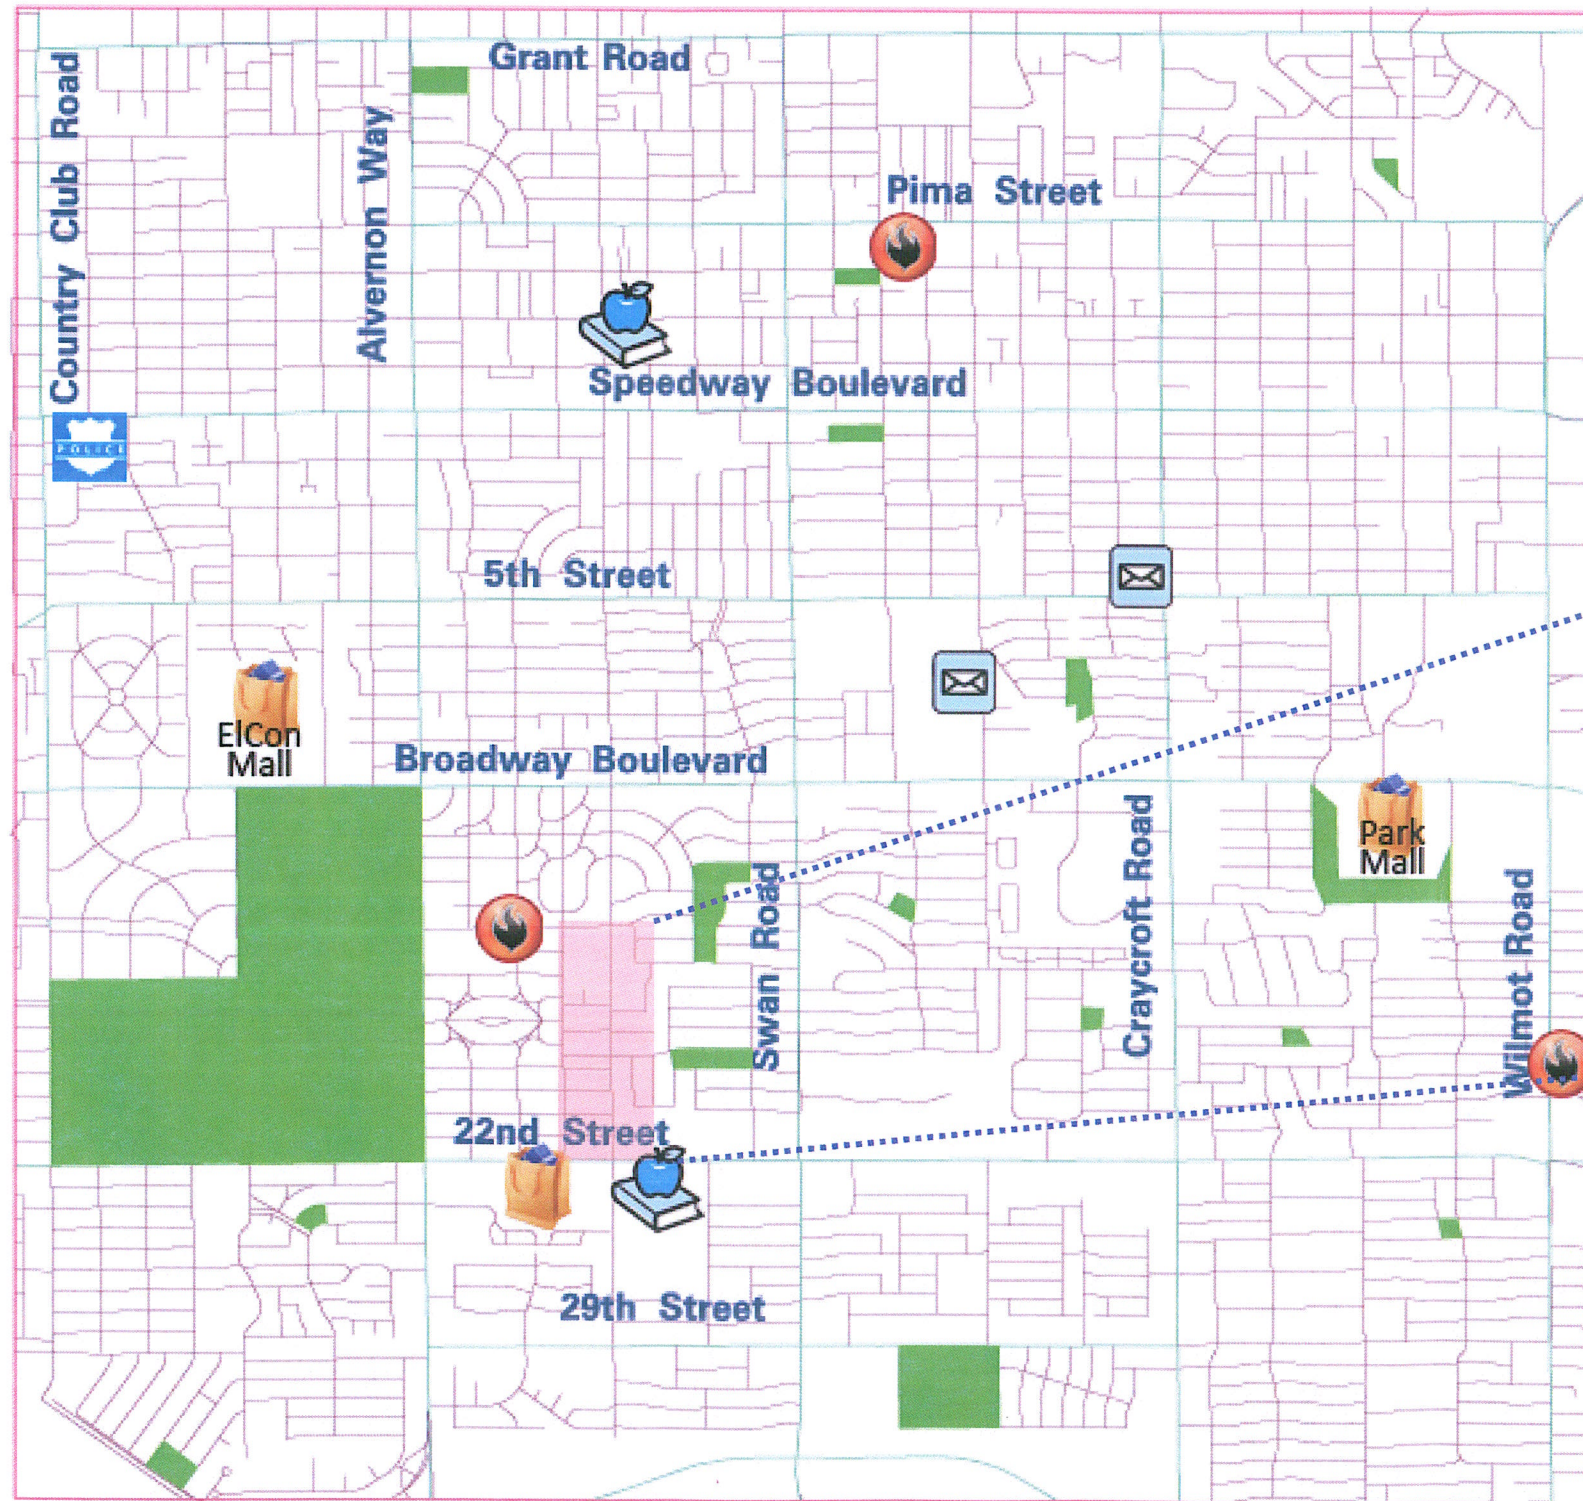 Grant Road
Country Club Road
Alvernon Way
Pima Street
Speedway Boulevard
POLICE
5th Street
ElCon
Mall
Broadway Boulevard
Park
Mall
Craycroft Road
Swan Road
Wilmot Road
22nd Street
29th Street